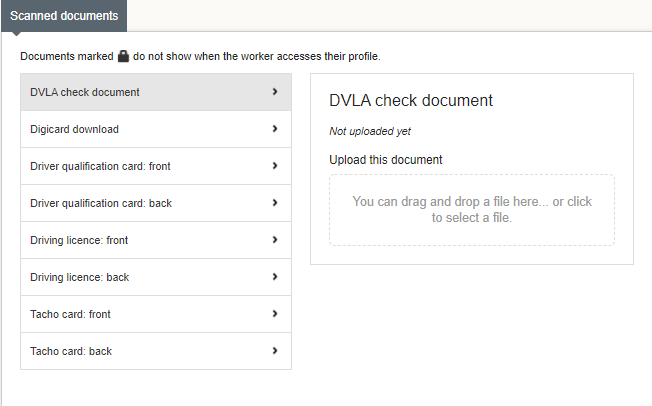 Scanned documents
Documents marked do not show when the worker accesses their profile.
DVLA check document
Digicard download
Driver qualification card: front
Driver qualification card: back
Driving licence: front
Driving licence: back
Tacho card: front
Tacho card: back
DVLA check document
Not uploaded yet
Upload this document
You can drag and drop a file here... or click
to select a file.